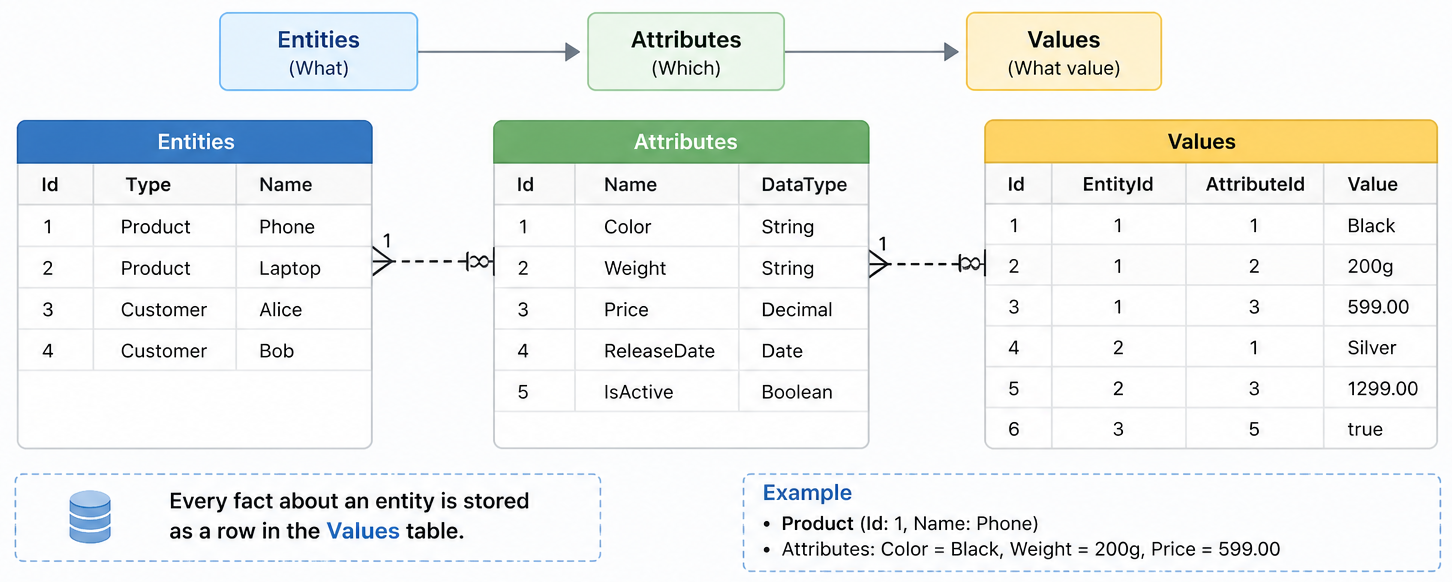 Entities
(What)
Attributes
(Which)
Values
(What value)
Entities
Id Type Name
1 Product Phone
2 Product Laptop
3 Customer Alice
4 Customer Bob
1 ∞
Attributes
Id Name DataType
1 Color String
2 Weight String
3 Price Decimal
4 ReleaseDate Date
5 IsActive Boolean
1 ∞
Values
Id EntityId AttributeId Value
1 1 1 Black
2 1 2 200g
3 1 3 599.00
4 2 1 Silver
5 2 3 1299.00
6 3 5 true
Every fact about an entity is stored
as a row in the Values table.
Example
• Product (Id: 1, Name: Phone)
• Attributes: Color = Black, Weight = 200g, Price = 599.00